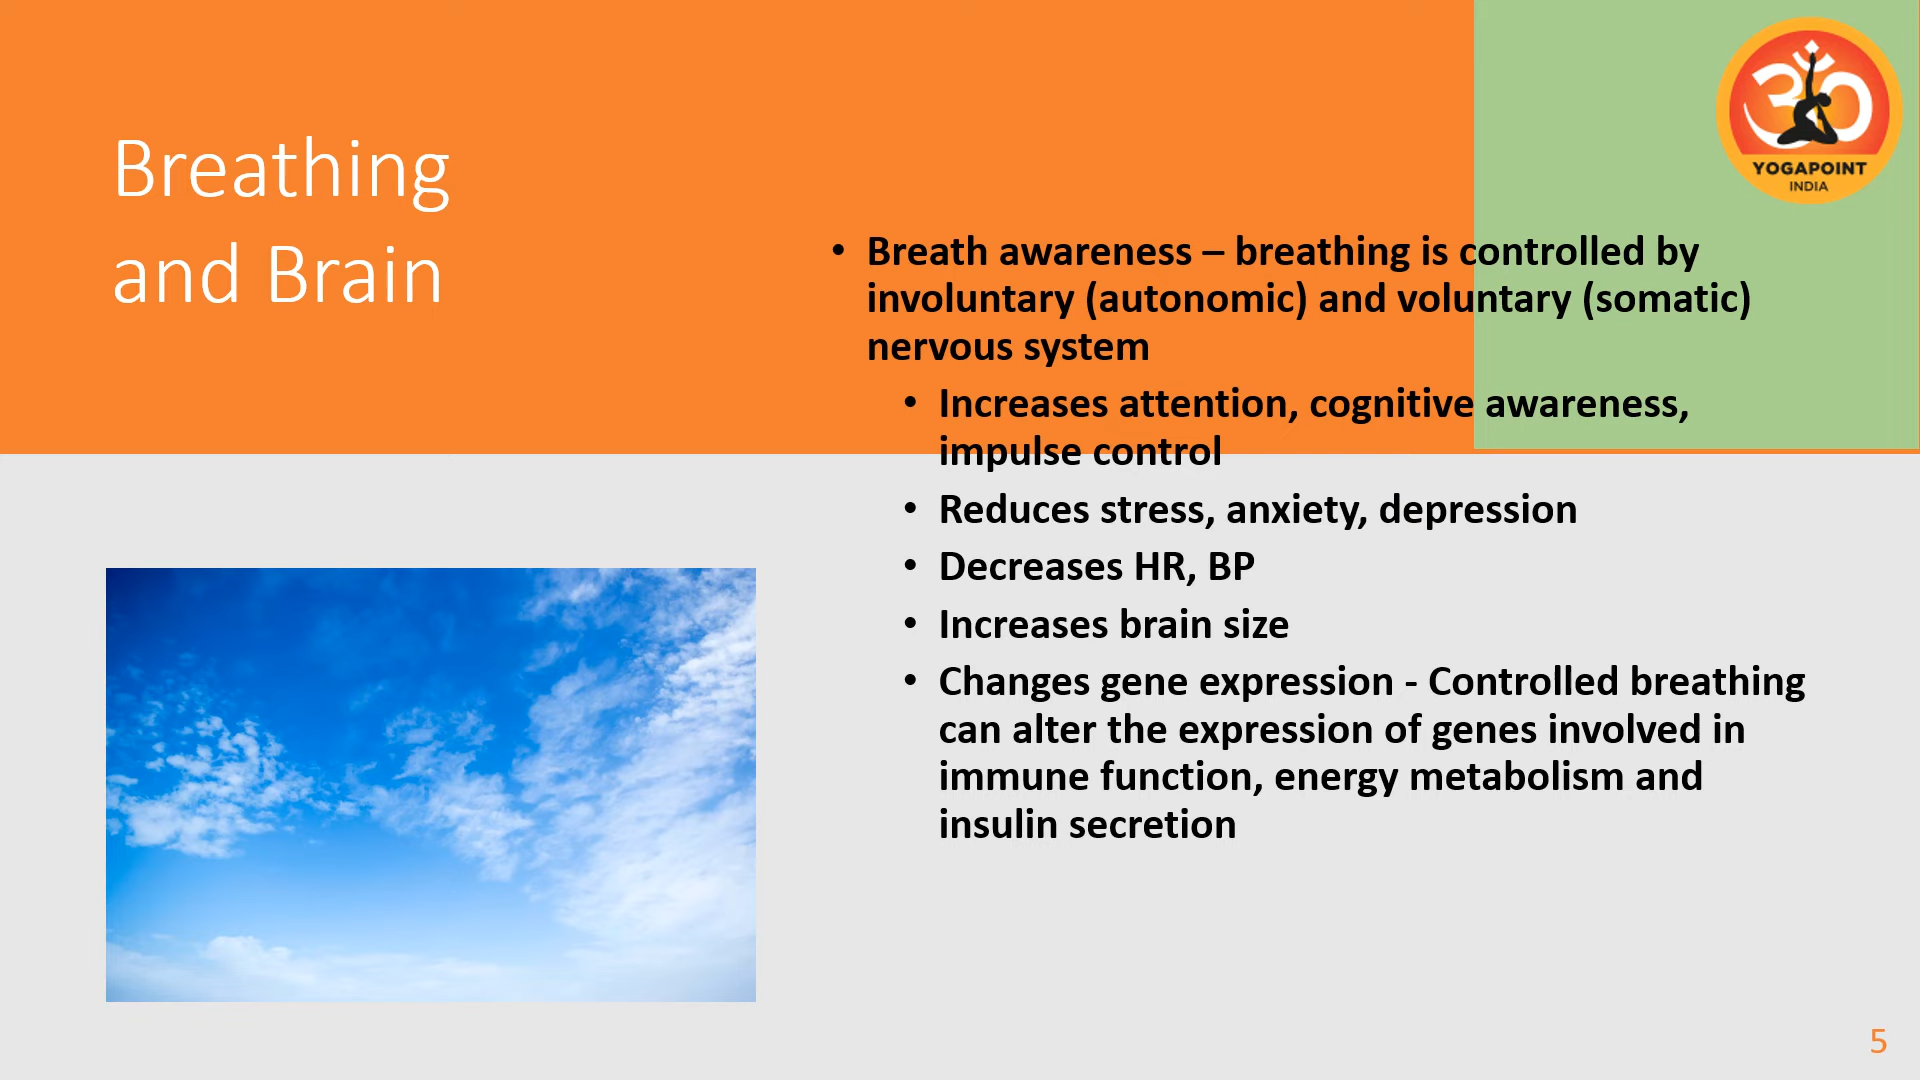 Breathing
and Brain
YOGAPOINT
INDIA
• Breath awareness – breathing is controlled by
involuntary (autonomic) and voluntary (somatic)
nervous system
• Increases attention, cognitive awareness,
impulse control
• Reduces stress, anxiety, depression
• Decreases HR, BP
• Increases brain size
• Changes gene expression - Controlled breathing
can alter the expression of genes involved in
immune function, energy metabolism and
insulin secretion
5